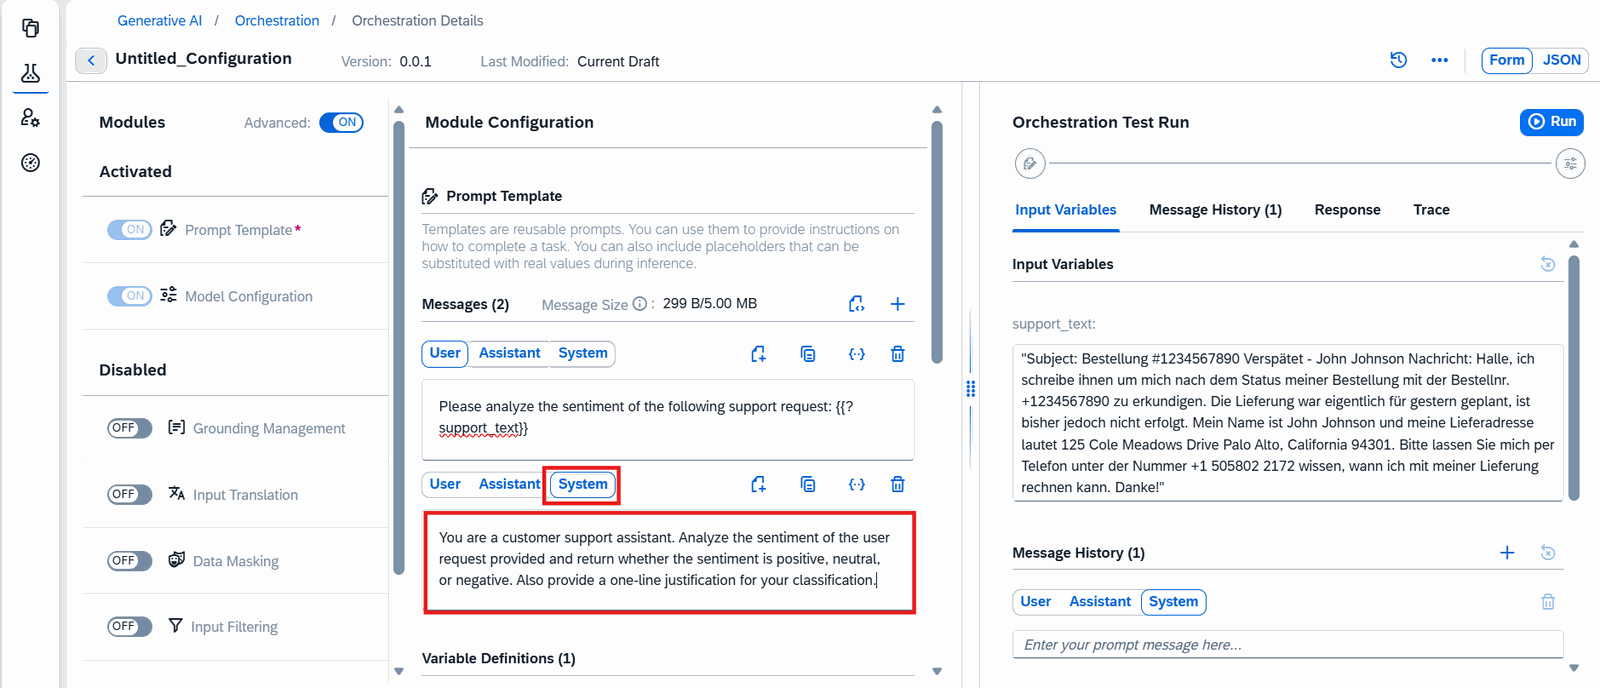 Generative AI / Orchestration / Orchestration Details
Untitled_Configuration Version: 0.0.1 Last Modified: Current Draft Form JSON
Modules Advanced: ON
Activated
ON Prompt Template*
ON Model Configuration
Disabled
OFF Grounding Management
OFF Input Translation
OFF Data Masking
OFF Input Filtering
Module Configuration
Prompt Template
Templates are reusable prompts. You can use them to provide instructions on
how to complete a task. You can also include placeholders that can be
substituted with real values during inference.
Messages (2) Message Size : 299 B/5.00 MB
User Assistant System
Please analyze the sentiment of the following support request: {{?
support_text}}
User Assistant System
You are a customer support assistant. Analyze the sentiment of the user
request provided and return whether the sentiment is positive, neutral,
or negative. Also provide a one-line justification for your classification.
Variable Definitions (1)
Orchestration Test Run Run
Input Variables Message History (1) Response Trace
Input Variables
support_text:
"Subject: Bestellung #1234567890 Verspätet - John Johnson Nachricht: Halle, ich
schreibe ihnen um mich nach dem Status meiner Bestellung mit der Bestellnr.
+1234567890 zu erkundigen. Die Lieferung war eigentlich für gestern geplant, ist
bisher jedoch nicht erfolgt. Mein Name ist John Johnson und meine Lieferadresse
lautet 125 Cole Meadows Drive Palo Alto, California 94301. Bitte lassen Sie mich per
Telefon unter der Nummer +1 505802 2172 wissen, wann ich mit meiner Lieferung
rechnen kann. Danke!"
Message History (1)
User Assistant System
Enter your prompt message here...